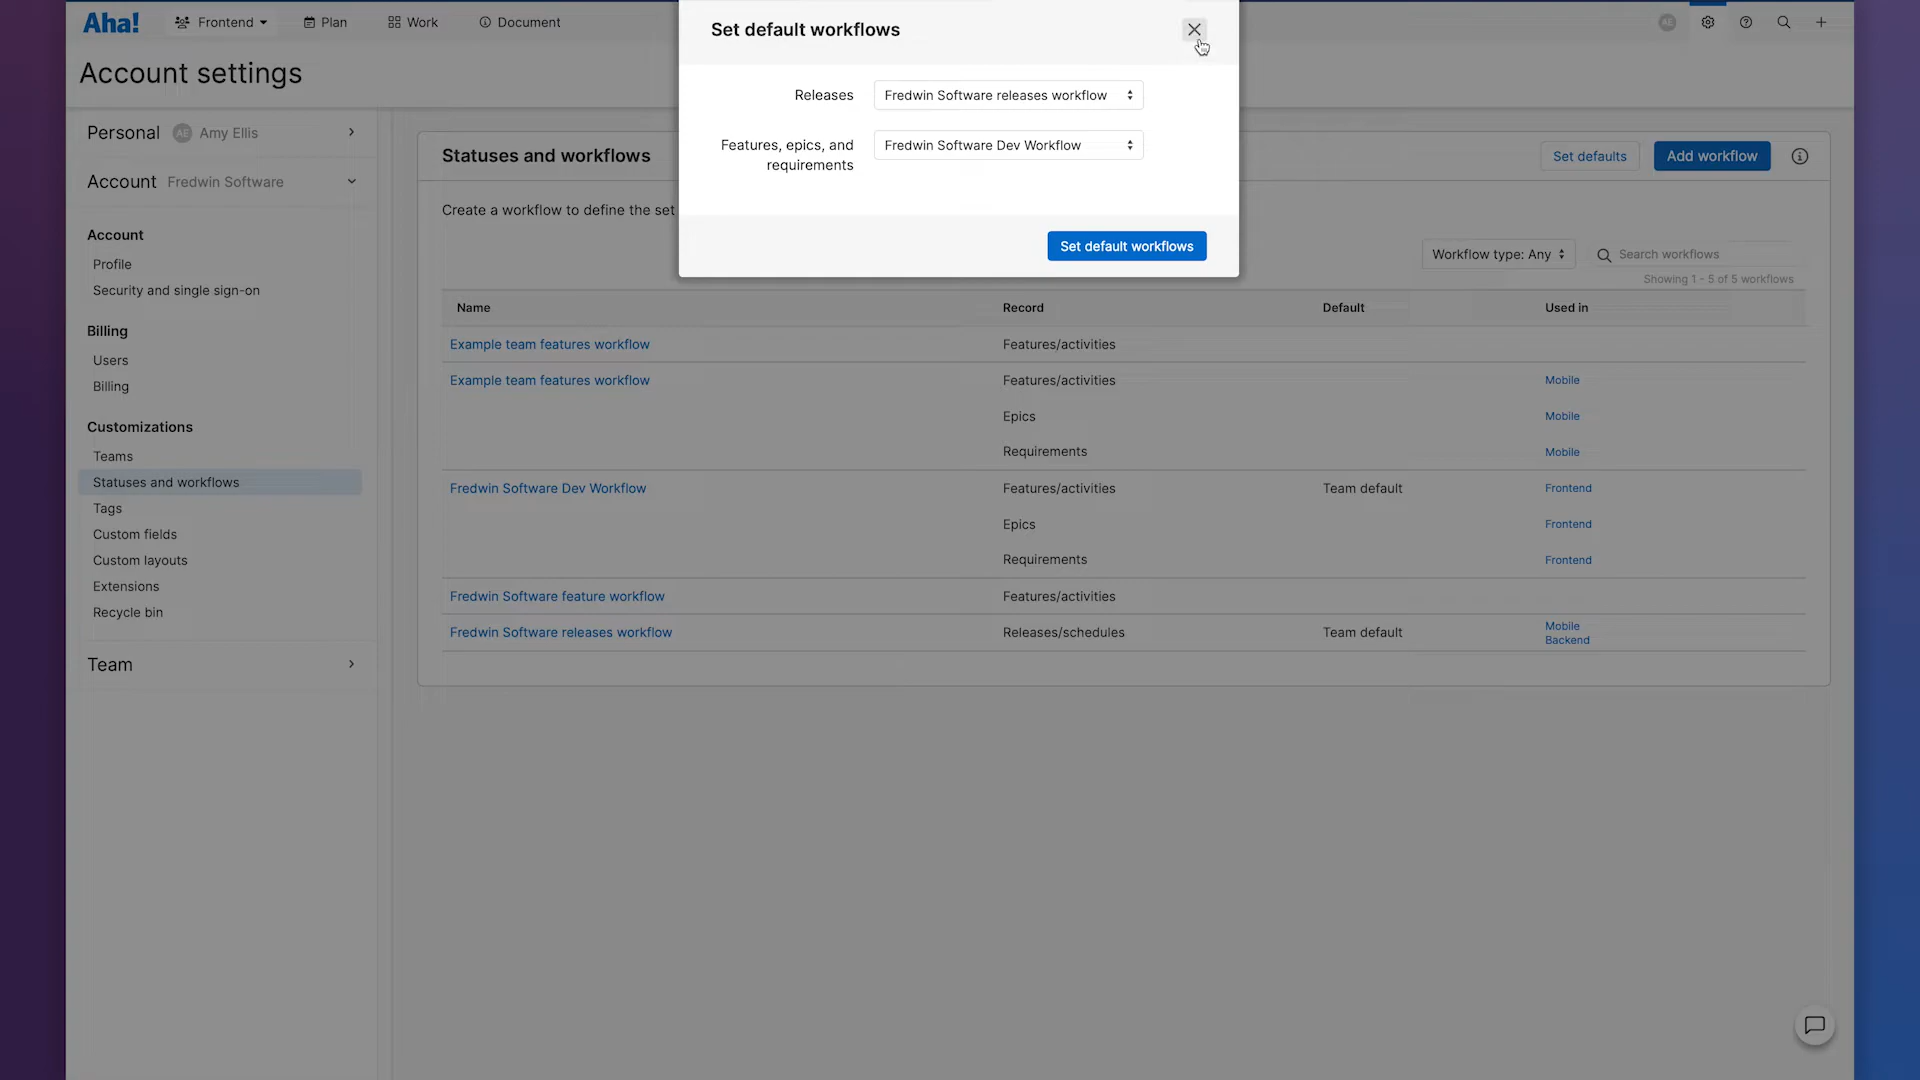 Aha!
Frontend
Plan
Work
Document
AE
Account settings
Set default workflows
Releases
Fredwin Software releases workflow
Features, epics, and
requirements
Fredwin Software Dev Workflow
Set default workflows
Personal AE Amy Ellis
Account Fredwin Software
Account
Profile
Security and single sign-on
Billing
Users
Billing
Customizations
Teams
Statuses and workflows
Tags
Custom fields
Custom layouts
Extensions
Recycle bin
Team
Statuses and workflows
Set defaults
Add workflow
Create a workflow to define the set
Workflow type: Any
Search workflows
Showing 1 - 5 of 5 workflows
Name Record Default Used in
Example team features workflow Features/activities
Example team features workflow Features/activities Mobile
Epics Mobile
Requirements Mobile
Fredwin Software Dev Workflow Features/activities Team default Frontend
Epics Frontend
Requirements Frontend
Fredwin Software feature workflow Features/activities
Fredwin Software releases workflow Releases/schedules Team default Mobile
Backend